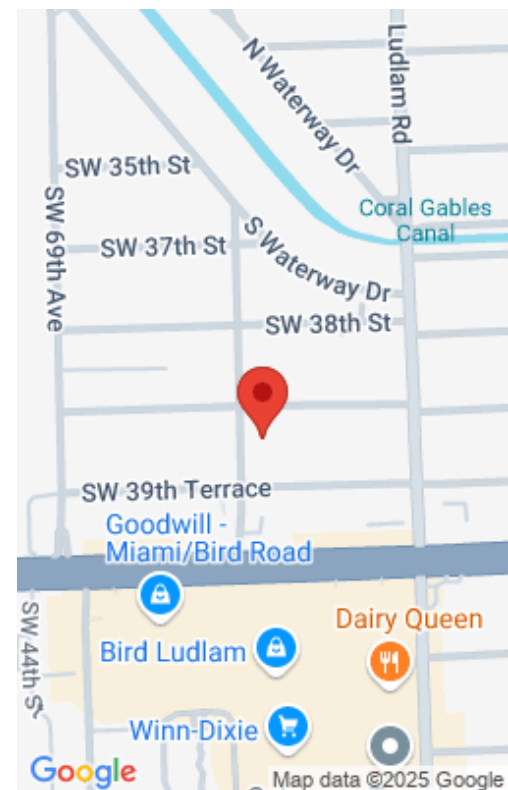 N Waterway Dr
Ludlam Rd
SW 35th St
Coral Gables
Canal
SW 69th Ave
SW 37th St
S Waterway Dr
SW 38th St
SW 39th Terrace
Goodwill -
Miami/Bird Road
Dairy Queen
SW 44th St
Bird Ludlam
Winn-Dixie
Google
Map data ©2025 Google